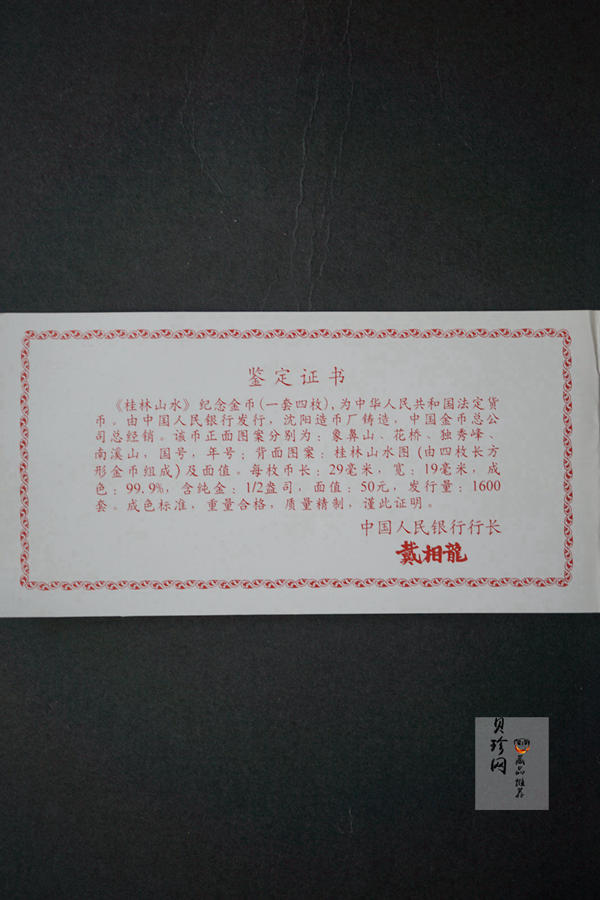 鉴定证书
《桂林山水》纪念金币(一套四枚),为中华人民共和国法定货
币。由中国人民银行发行,沈阳造币厂铸造,中国金币总公
司总经销。该币正面图案分别为:象鼻山、花桥、独秀峰、
南溪山,国号,年号;背面图案:桂林山水图(由四枚长方
形金币组成)及面值。每枚币长:29毫米,宽:19毫米,成
色:99.9%,含纯金:1/2盎司,面值:50元,发行量:1600
套。成色标准,重量合格,质量精制,谨此证明。
中国人民银行行长
戴相龍
贝珍网
藏品推荐